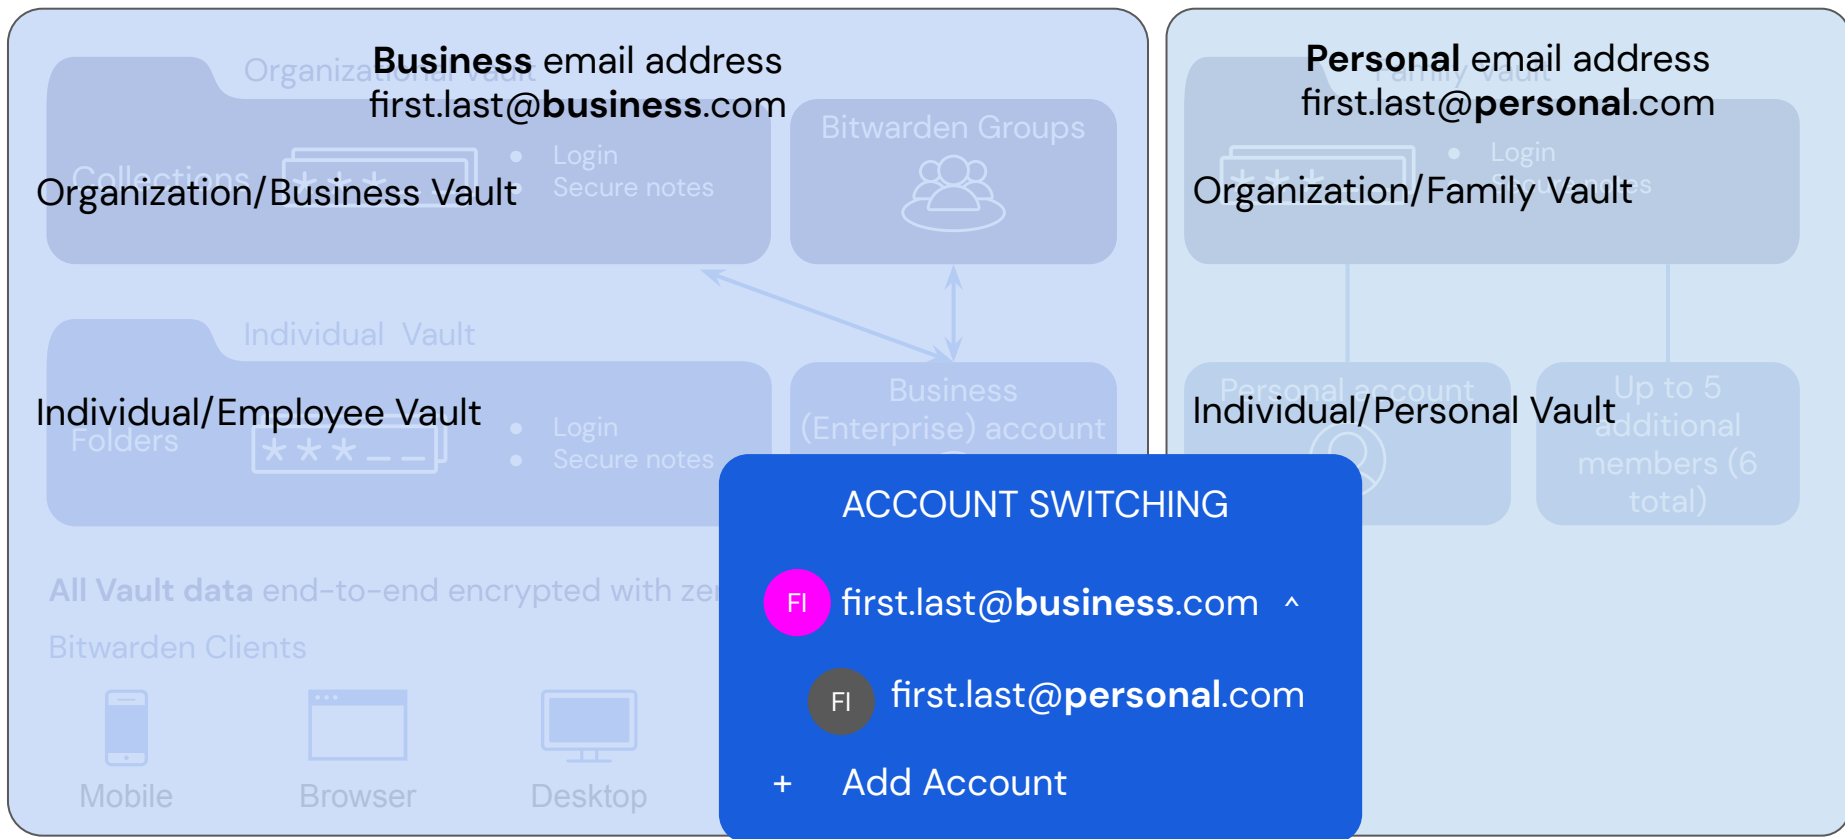 Business email address
first.last@business.com
Organizational Vault
Collections
Login
Secure notes
Organization/Business Vault
Bitwarden Groups
Individual Vault
Individual/Employee Vault
Folders
Login
Secure notes
Business
(Enterprise) account
All Vault data end-to-end encrypted with zer
Bitwarden Clients
Mobile
Browser
Desktop
Personal email address
first.last@personal.com
Family Vault
Login
Secure notes
Organization/Family Vault
Personal account
Individual/Personal Vault
Up to 5
additional
members (6
total)
ACCOUNT SWITCHING
FI first.last@business.com ^
FI first.last@personal.com
+ Add Account